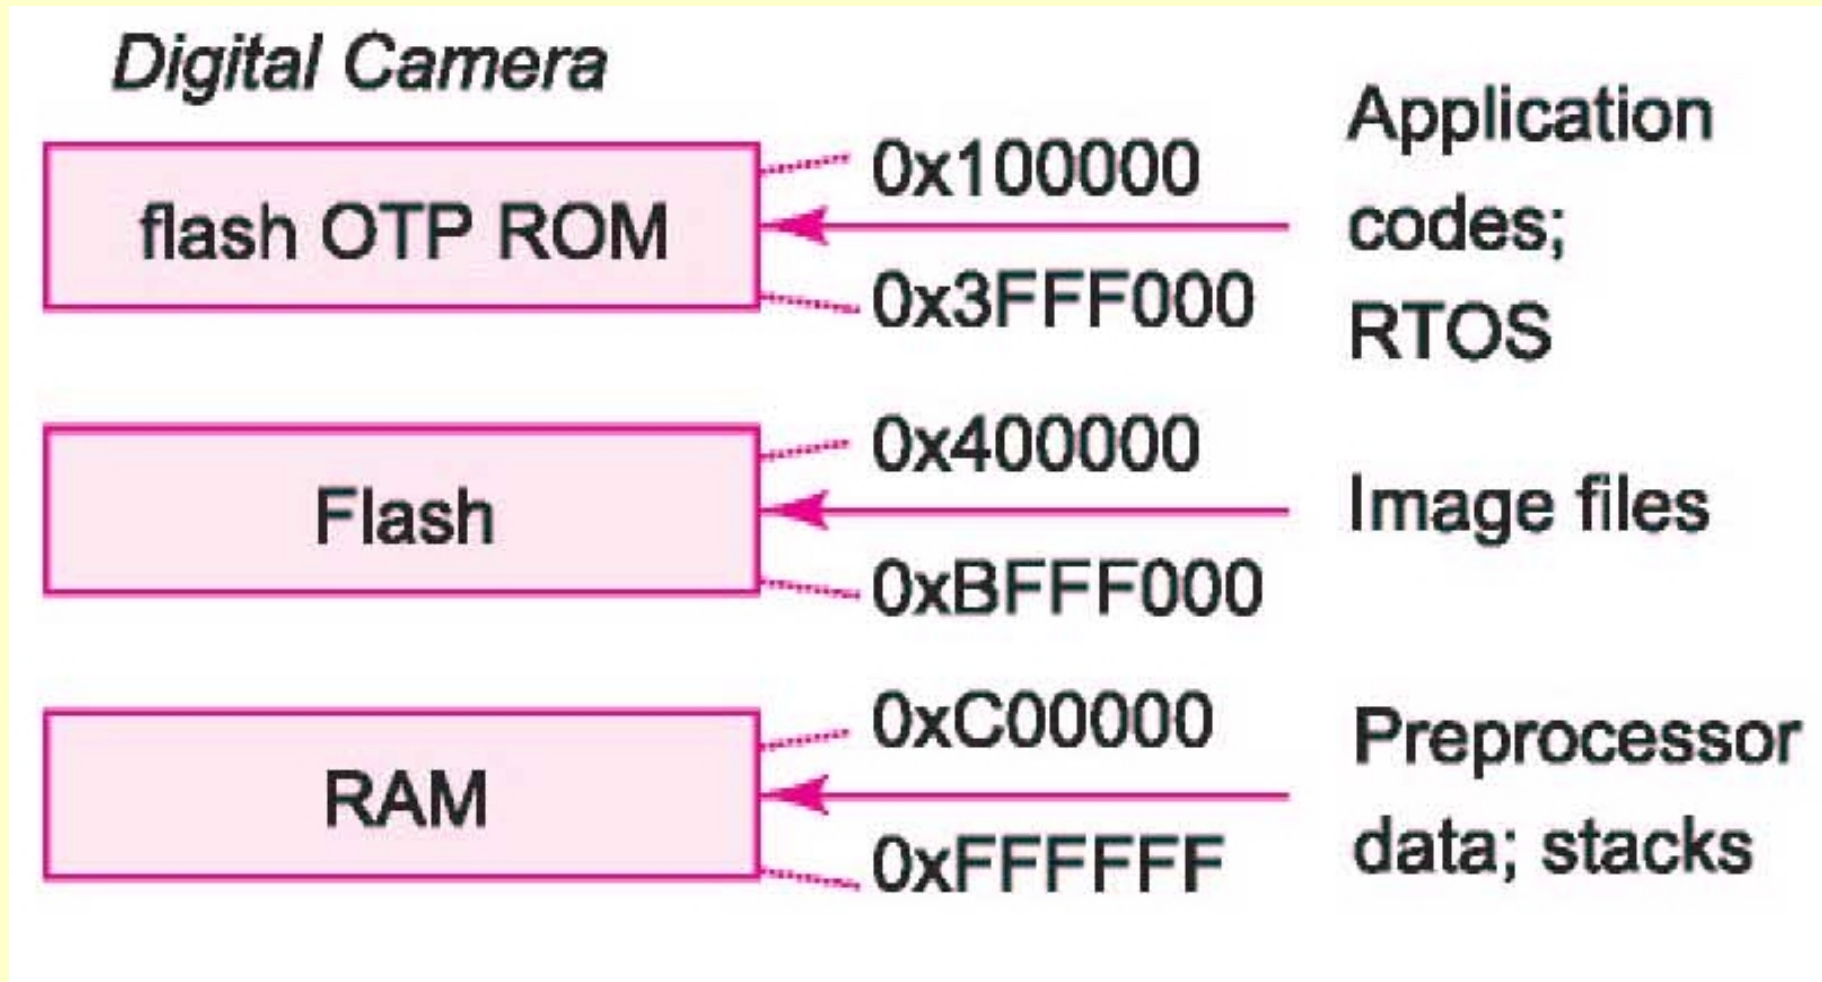 Digital Camera
flash OTP ROM
0x100000
0x3FFF000
Application
codes;
RTOS
Flash
0x400000
0xBFFF000
Image files
RAM
0xC00000
0xFFFFFF
Preprocessor
data; stacks